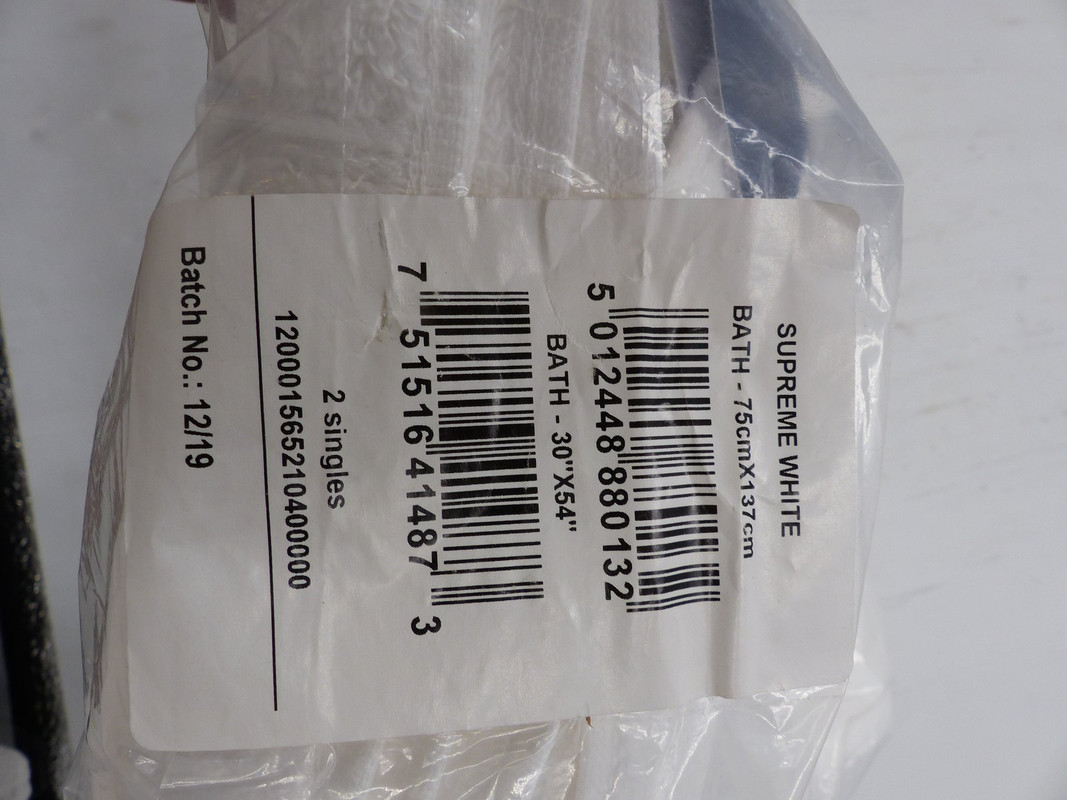 SUPREME WHITE
BATH - 75cmX137cm
5 012448 880132
BATH - 30"X54"
7 51516 41487 3
2 singles
12000156521040000
Batch No.: 12/19